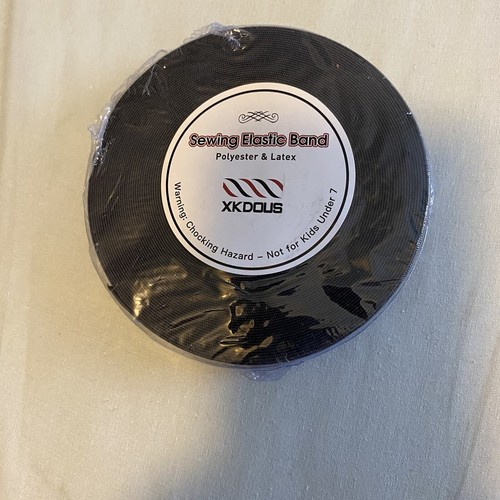 Sewing Elastic Band
Polyester & Latex
XKDOUS
Warning: Chocking Hazard – Not for Kids Under 7